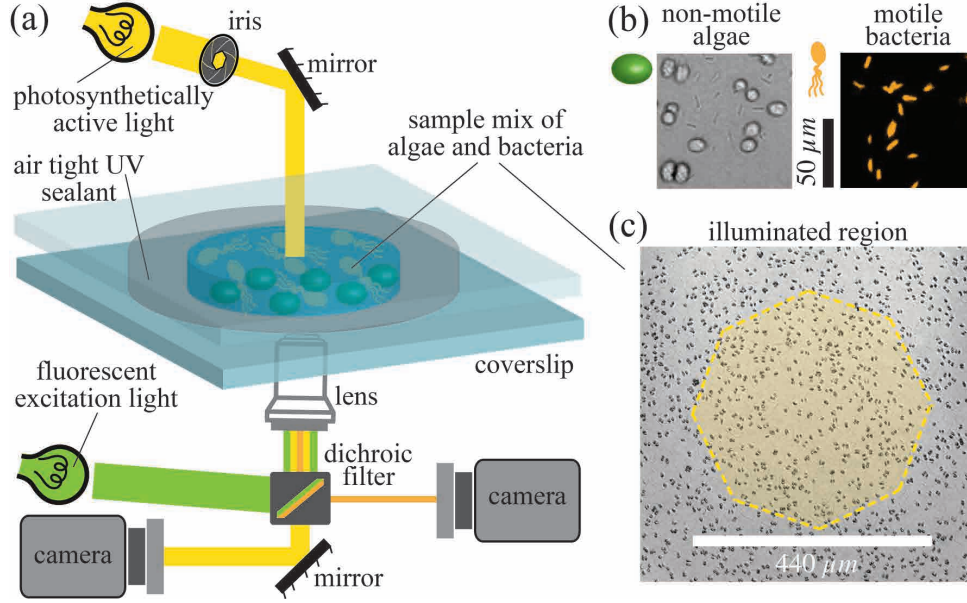 (a)
iris
mirror
photosynthetically
active light
sample mix of
algae and bacteria
air tight UV
sealant
coverslip
fluorescent
excitation light
lens
dichroic
filter
camera
camera
mirror
(b)
non-motile
algae
motile
bacteria
50 μm
(c)
illuminated region
440 μm